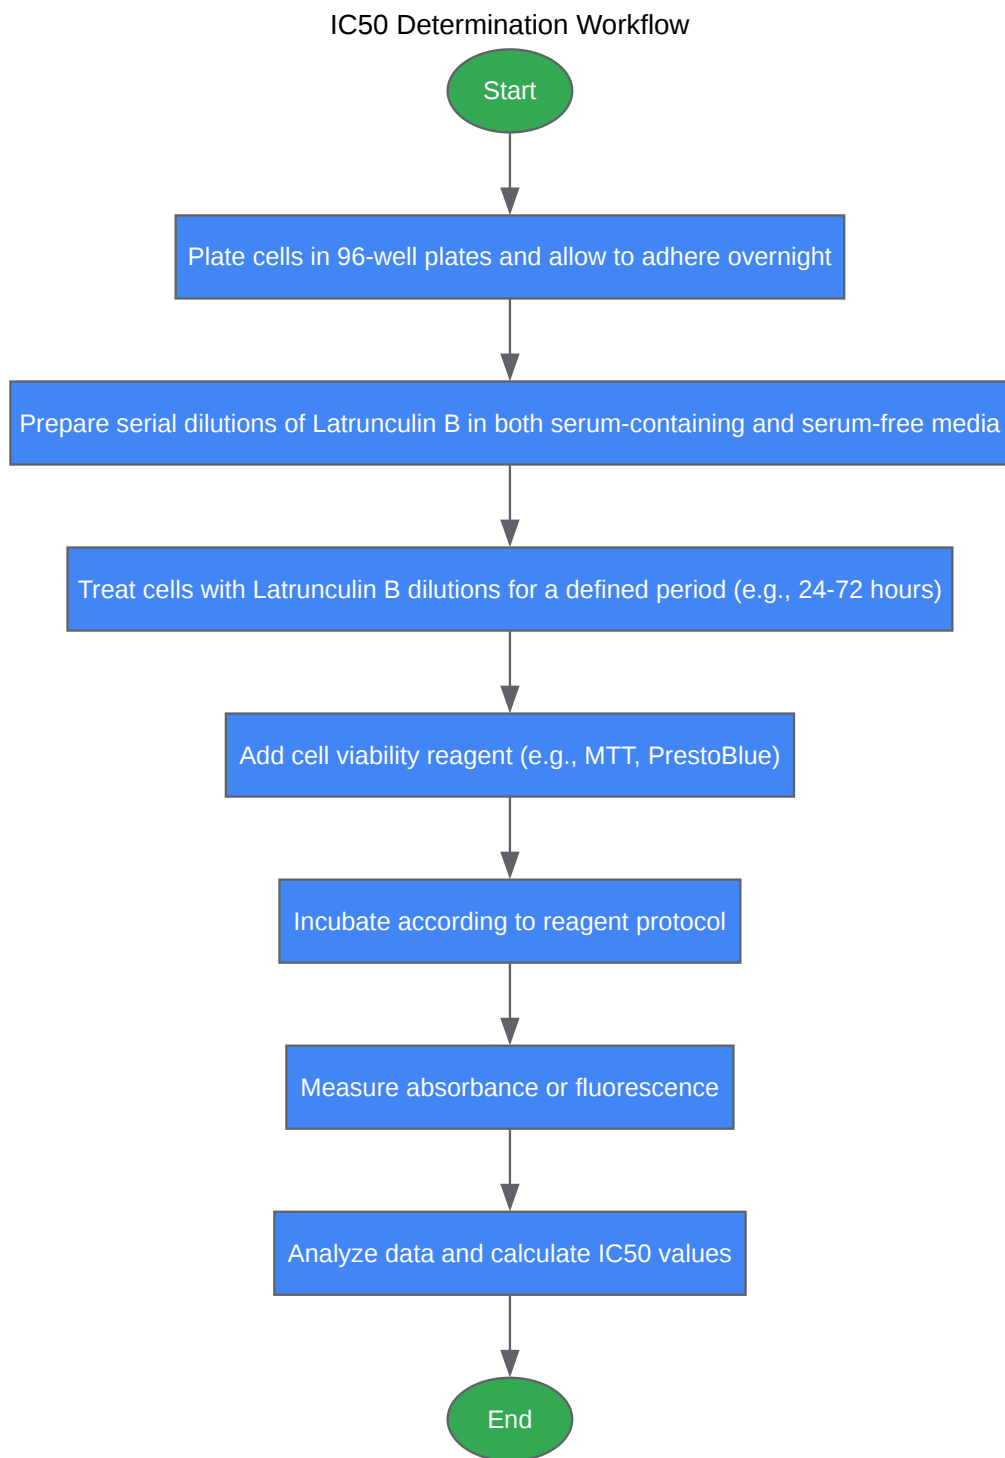 IC50 Determination Workflow
Start
Plate cells in 96-well plates and allow to adhere overnight
Prepare serial dilutions of Latrunculin B in both serum-containing and serum-free media
Treat cells with Latrunculin B dilutions for a defined period (e.g., 24-72 hours)
Add cell viability reagent (e.g., MTT, PrestoBlue)
Incubate according to reagent protocol
Measure absorbance or fluorescence
Analyze data and calculate IC50 values
End